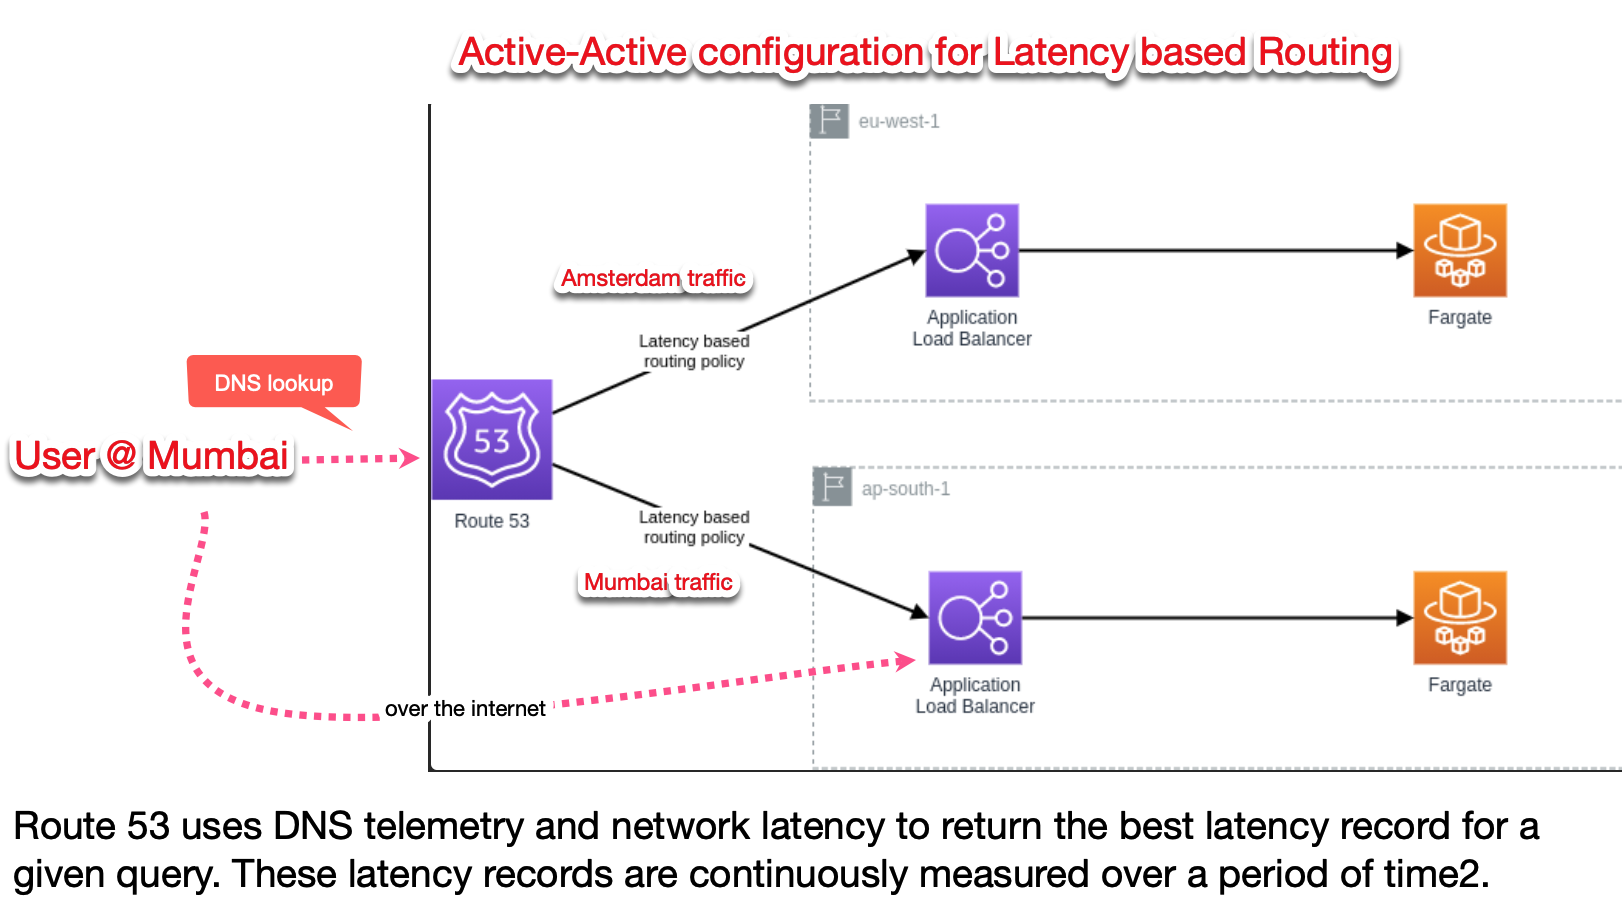 Active-Active configuration for Latency based Routing
eu-west-1
Amsterdam traffic
Application
Load Balancer
Fargate
Latency based
routing policy
DNS lookup
User @ Mumbai
53
Route 53
ap-south-1
Latency based
routing policy
Mumbai traffic
Application
Load Balancer
Fargate
over the internet
Route 53 uses DNS telemetry and network latency to return the best latency record for a
given query. These latency records are continuously measured over a period of time2.